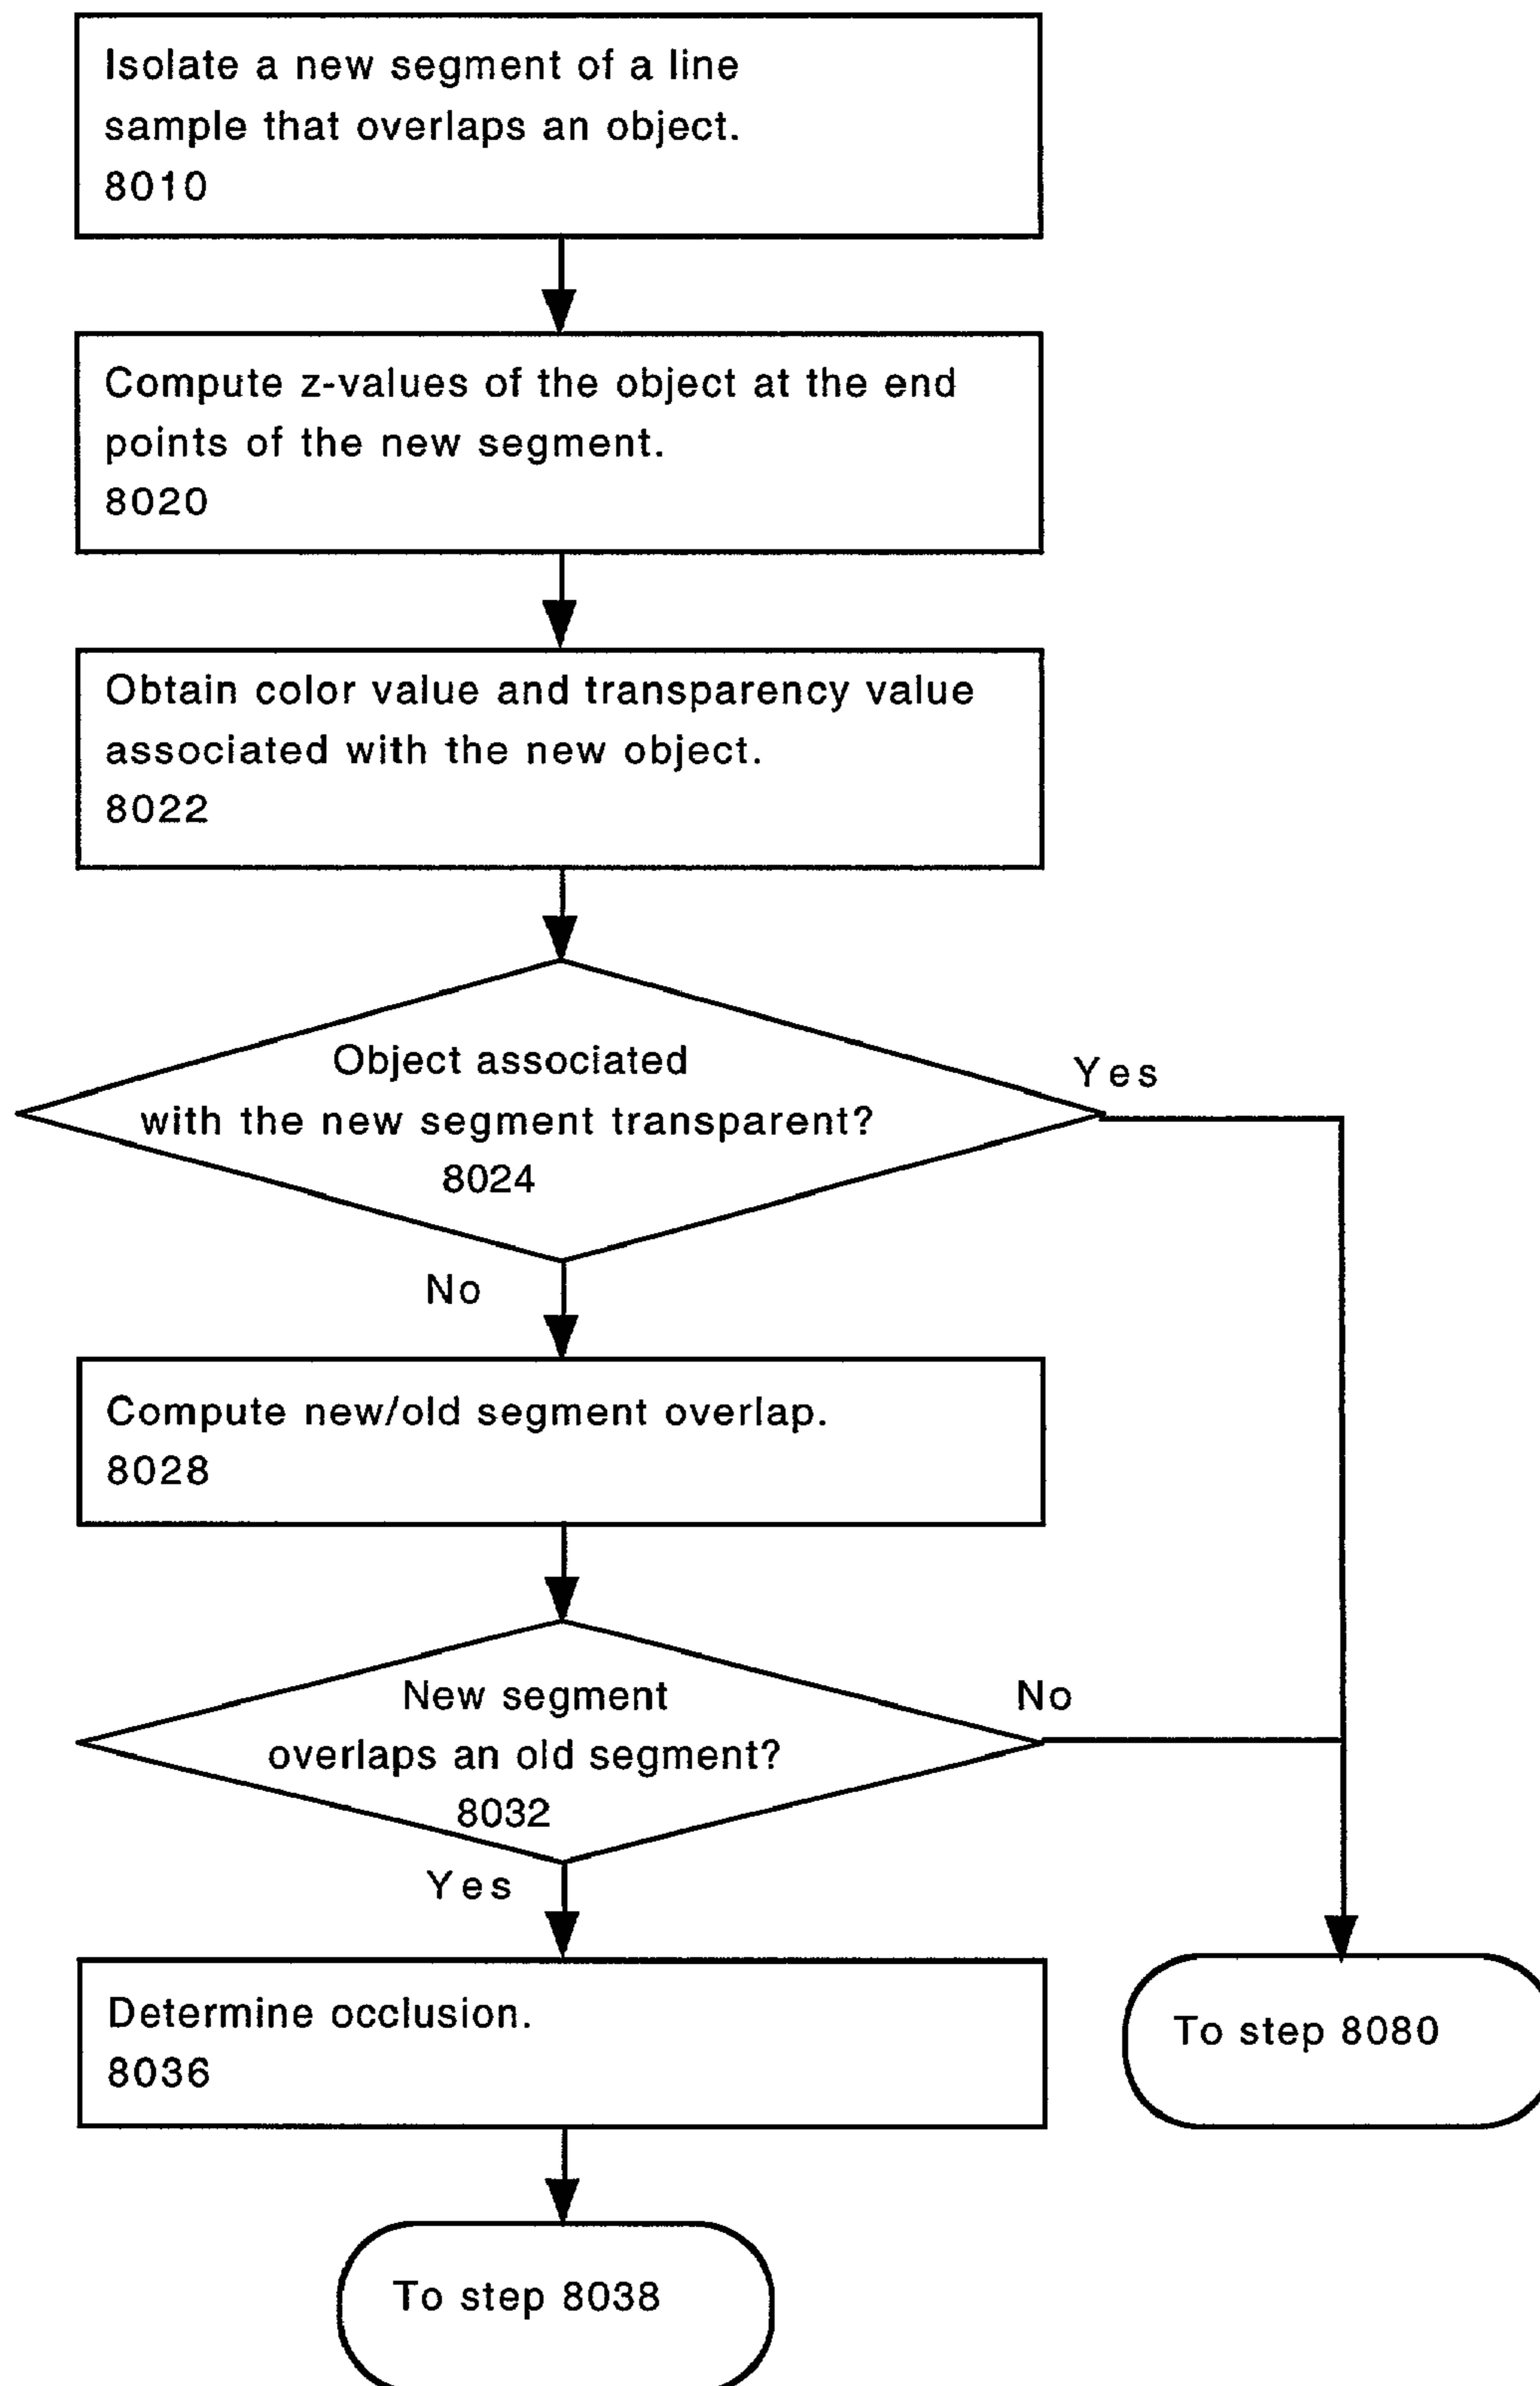 Isolate a new segment of a line
sample that overlaps an object.
8010
Compute z-values of the object at the end
points of the new segment.
8020
Obtain color value and transparency value
associated with the new object.
8022
Object associated
with the new segment transparent?
8024
Yes
No
Compute new/old segment overlap.
8028
New segment
overlaps an old segment?
8032
No
Yes
Determine occlusion.
8036
To step 8080
To step 8038